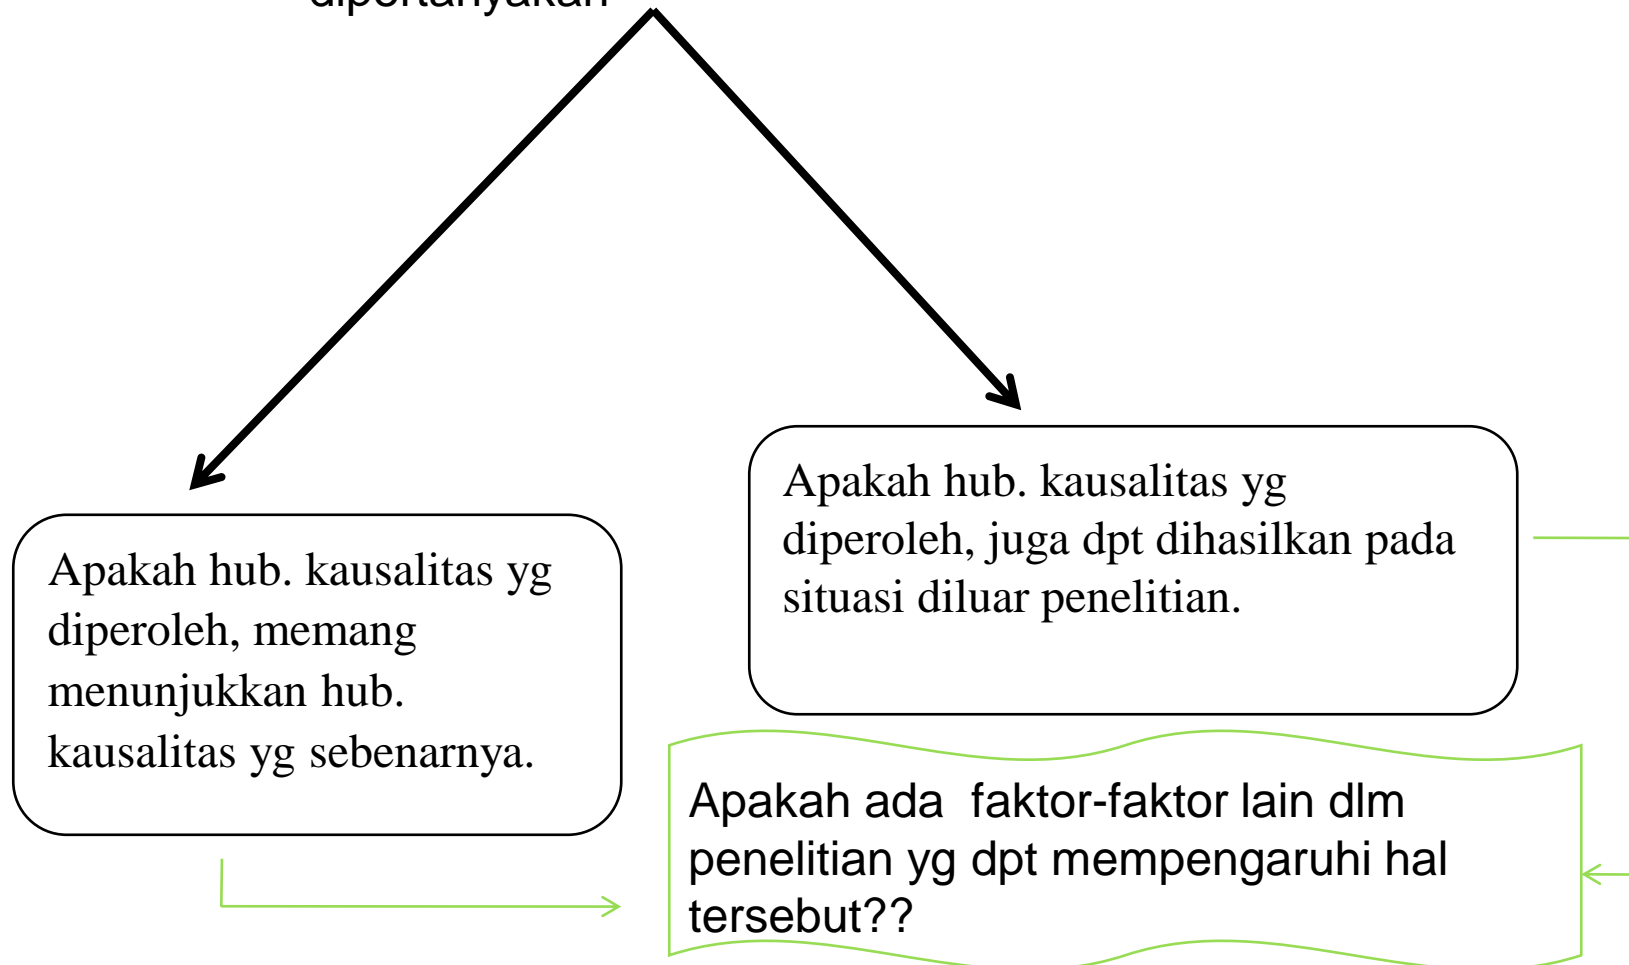 dipertanyakan
Apakah hub. kausalitas yg
diperoleh, memang
menunjukkan hub.
kausalitas yg sebenarnya.
Apakah hub. kausalitas yg
diperoleh, juga dpt dihasilkan pada
situasi diluar penelitian.
Apakah ada faktor-faktor lain dlm
penelitian yg dpt mempengaruhi hal
tersebut??